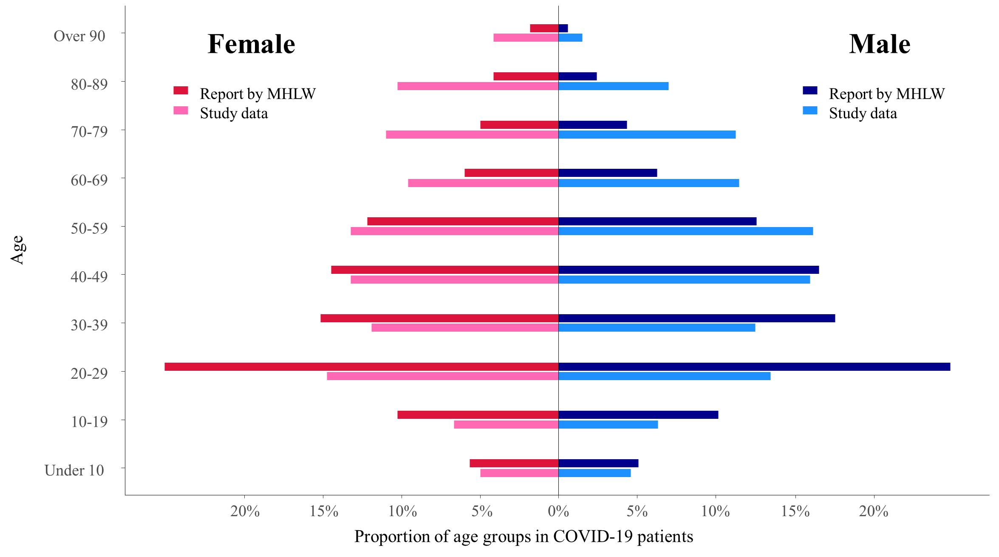 Female
Male
Report by MHLW
Study data
Report by MHLW
Study data
Age
Over 90
80-89
70-79
60-69
50-59
40-49
30-39
20-29
10-19
Under 10
20%
15%
10%
5%
0%
5%
10%
15%
20%
Proportion of age groups in COVID-19 patients